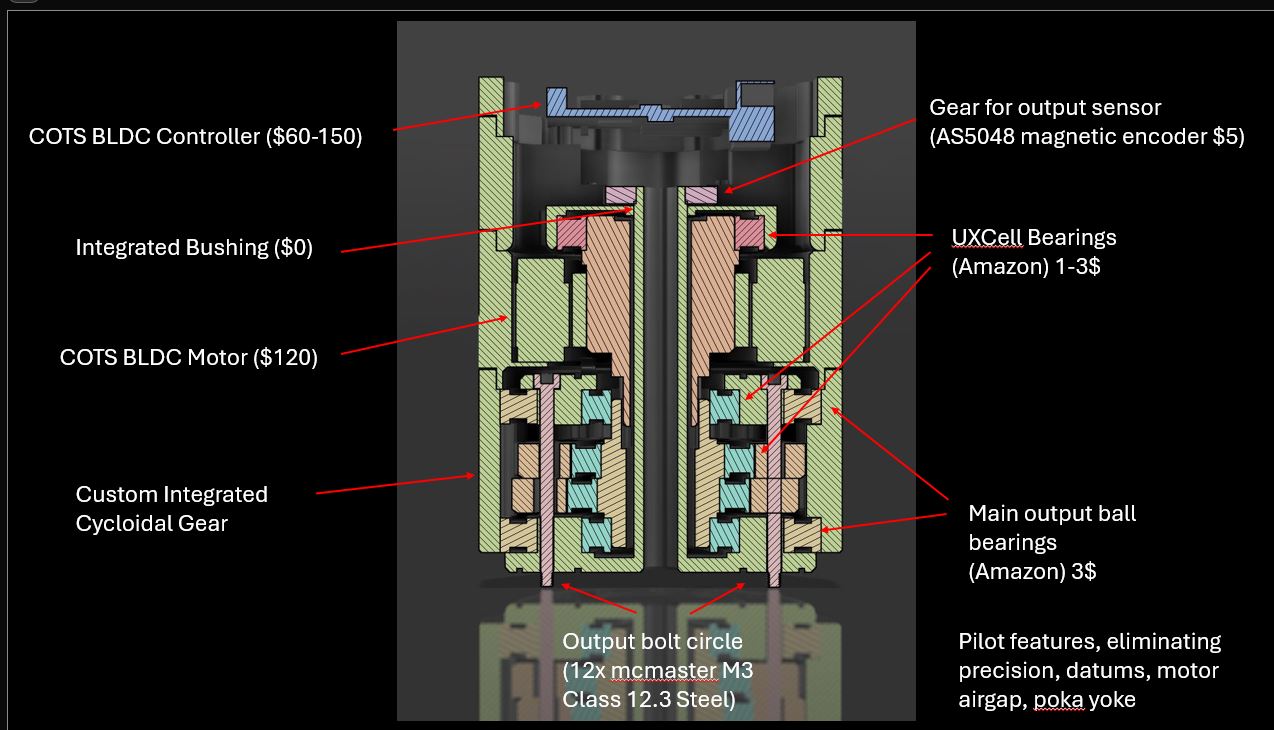 COTS BLDC Controller ($60-150)
Gear for output sensor
(AS5048 magnetic encoder $5)
Integrated Bushing ($0)
UXCell Bearings
(Amazon) 1-3$
COTS BLDC Motor ($120)
Custom Integrated
Cycloidal Gear
Main output ball
bearings
(Amazon) 3$
Output bolt circle
(12x mcmaster M3
Class 12.3 Steel)
Pilot features, eliminating
precision, datums, motor
airgap, poka yoke